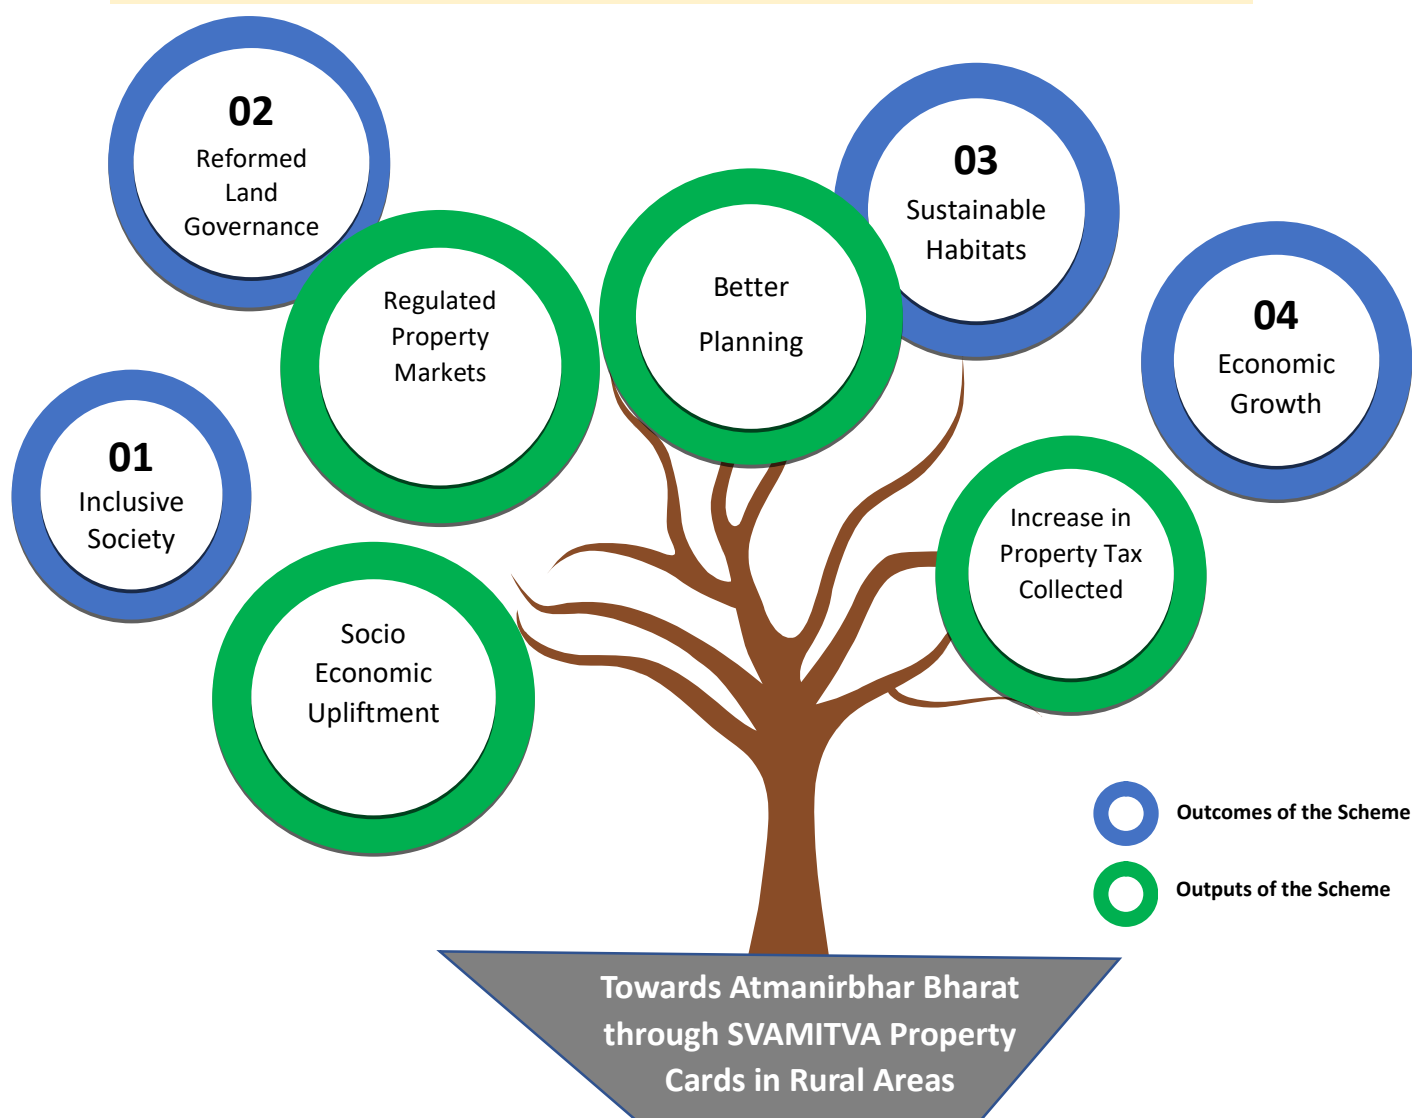 02
Reformed
Land
Governance
03
Sustainable
Habitats
Better
Planning
Regulated
Property
Markets
04
Economic
Growth
01
Inclusive
Society
Increase in
Property Tax
Collected
Socio
Economic
Upliftment
Outcomes of the Scheme
Outputs of the Scheme
Towards Atmanirbhar Bharat
through SVAMITVA Property
Cards in Rural Areas